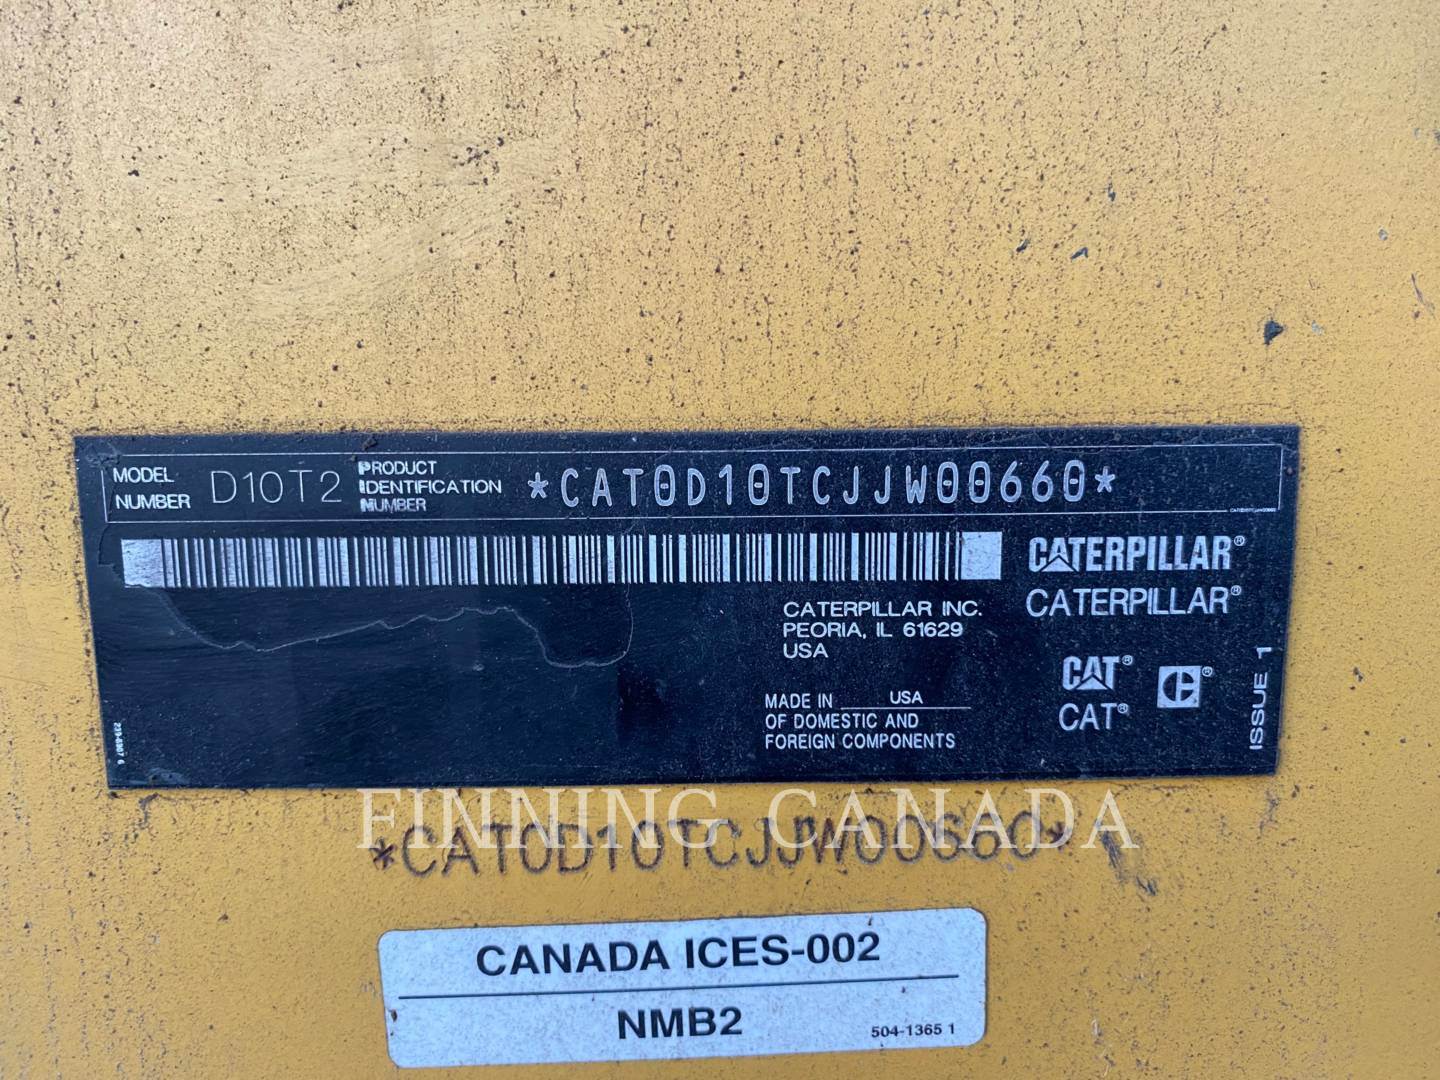 MODEL NUMBER D10T2 PRODUCT IDENTIFICATION NUMBER *CAT0D10TCJJW00660*
CATERPILLAR®
CATERPILLAR®
CATERPILLAR INC.
PEORIA, IL 61629
USA
CAT®
CAT®
C®
MADE IN USA
OF DOMESTIC AND
FOREIGN COMPONENTS
ISSUE 1
FINNING CANADA
*CAT0D10TCJJW00660*
CANADA ICES-002
NMB2
504-1365 1